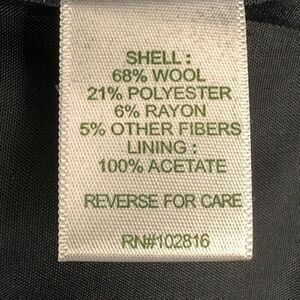 SHELL :
68% WOOL
21% POLYESTER
6% RAYON
5% OTHER FIBERS
LINING :
100% ACETATE
REVERSE FOR CARE
RN#102816